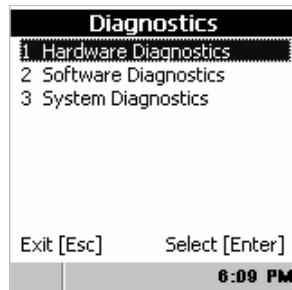 Diagnostics
1 Hardware Diagnostics
2 Software Diagnostics
3 System Diagnostics
Exit [Esc] Select [Enter]
6:09 PM